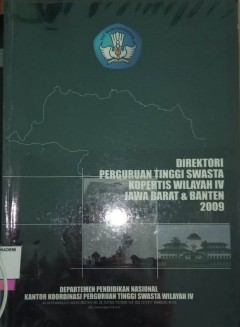 DIREKTORI
PERGURUAN TINGGI SWASTA
KOPERTIS WILAYAH IV
JAWA BARAT & BANTEN
2009
DEPARTEMEN PENDIDIKAN NASIONAL
KANTOR KOORDINASI PERGURUAN TINGGI SWASTA WILAYAH IV